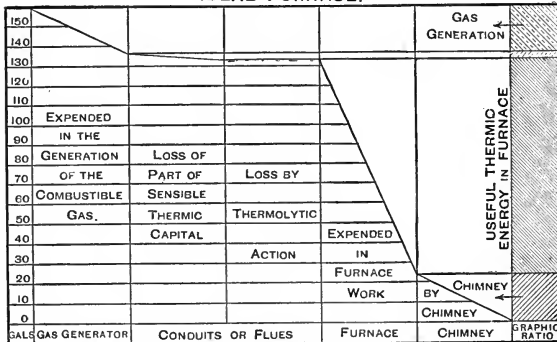 FURNACE.
150
140
130
120
110
100
90
80
70
60
50
40
30
20
10
0
EXPENDED
IN THE
GENERATION
OF THE
COMBUSTIBLE
GAS.
LOSS OF
PART OF
SENSIBLE
THERMIC
CAPITAL
LOSS BY
THERMOLYTIC
ACTION
EXPENDED
IN
FURNACE
WORK
BY
CHIMNEY
GAS
GENERATION
USEFUL THERMIC
ENERGY IN FURNACE
CHIMNEY
CALS
GAS GENERATOR
CONDUITS OR FLUES
FURNACE
CHIMNEY
GRAPHIC
RATIO